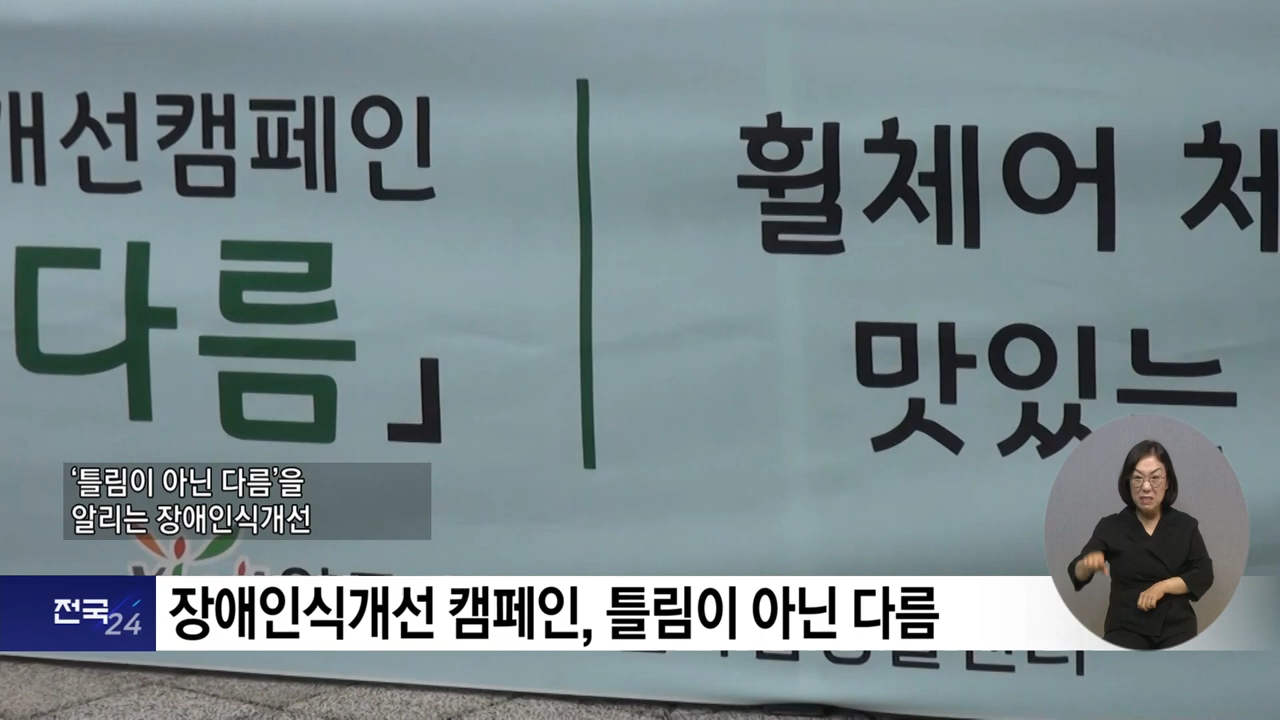 개선캠페인
다름」
휠체어 체
맛있는
'틀림이 아닌 다름'을
알리는 장애인식개선
전국24
장애인식개선 캠페인, 틀림이 아닌 다름